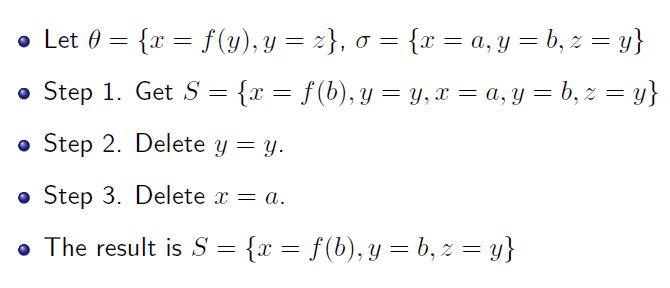 Let θ = {x = f(y), y = z}, σ = {x = a, y = b, z = y}
Step 1. Get S = {x = f(b), y = y, x = a, y = b, z = y}
Step 2. Delete y = y.
Step 3. Delete x = a.
The result is S = {x = f(b), y = b, z = y}